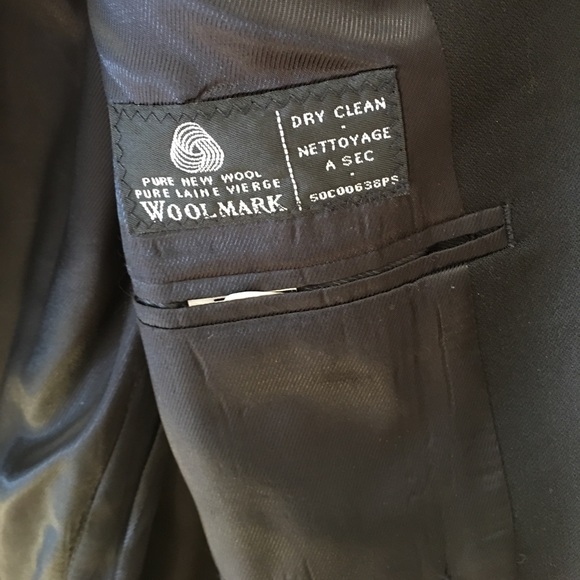 PURE NEW WOOL
PURE LAINE VIERGE
WOOLMARK
DRY CLEAN
NETTOYAGE
A SEC
50C00638PS